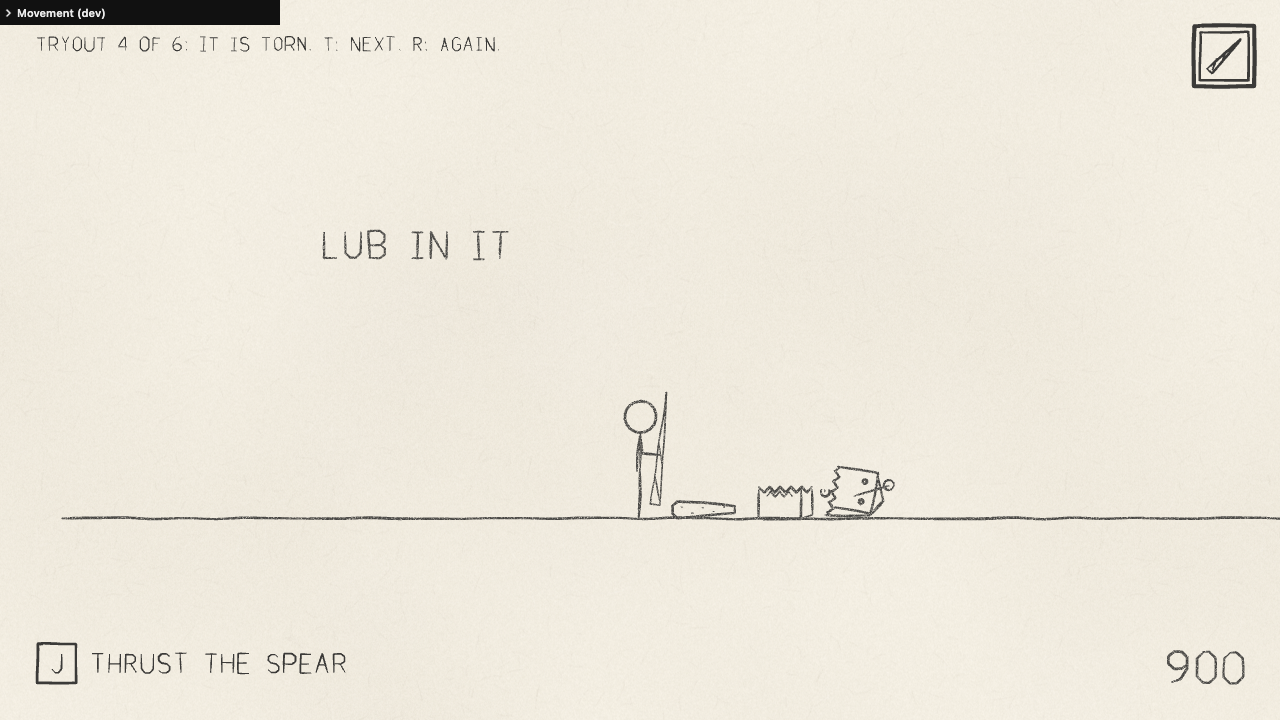 Movement (dev)
TRYOUT 4 OF 6: IT IS TORN. T: NEXT. R: AGAIN.
LUB IN IT
J THRUST THE SPEAR
900